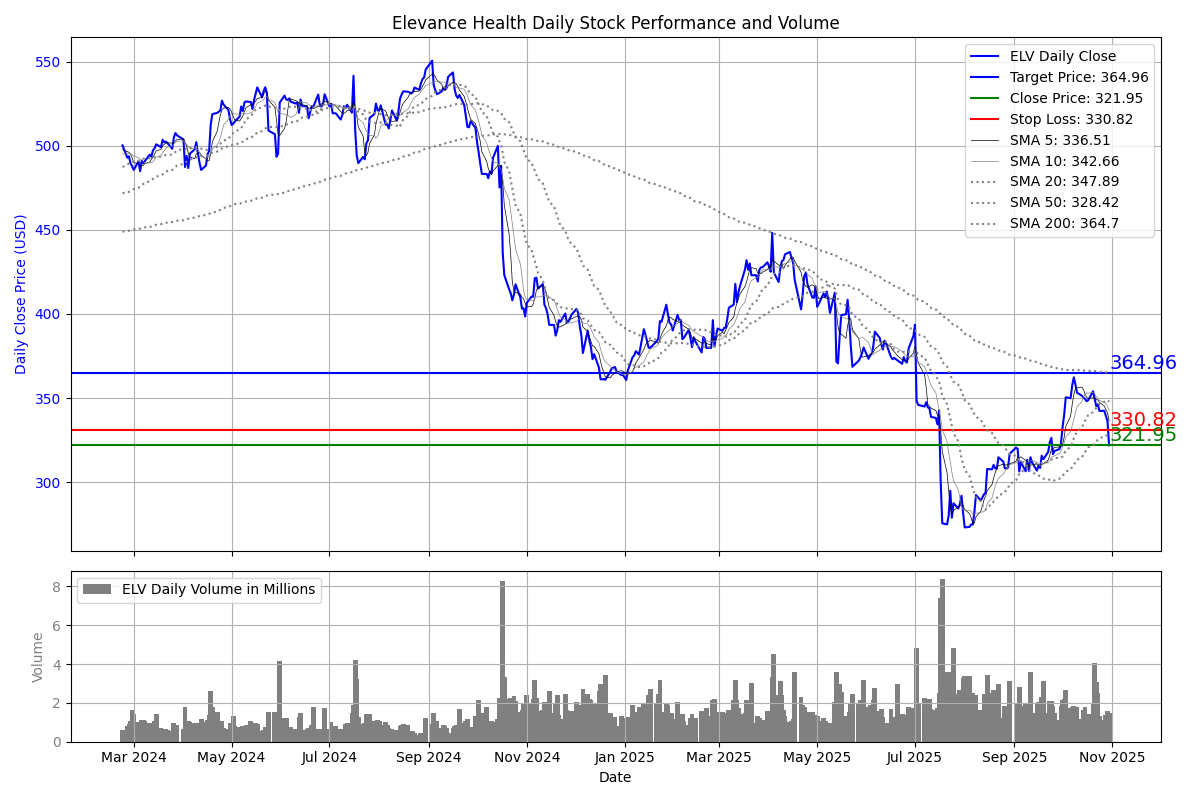 Elevance Health Daily Stock Performance and Volume
Daily Close Price (USD)
550
500
450
400
350
300
ELV Daily Close
Target Price: 364.96
Close Price: 321.95
Stop Loss: 330.82
SMA 5: 336.51
SMA 10: 342.66
SMA 20: 347.89
SMA 50: 328.42
SMA 200: 364.7
364.96
330.82
321.95
Volume
8
6
4
2
0
ELV Daily Volume in Millions
Mar 2024 May 2024 Jul 2024 Sep 2024 Nov 2024 Jan 2025 Mar 2025 May 2025 Jul 2025 Sep 2025 Nov 2025
Date